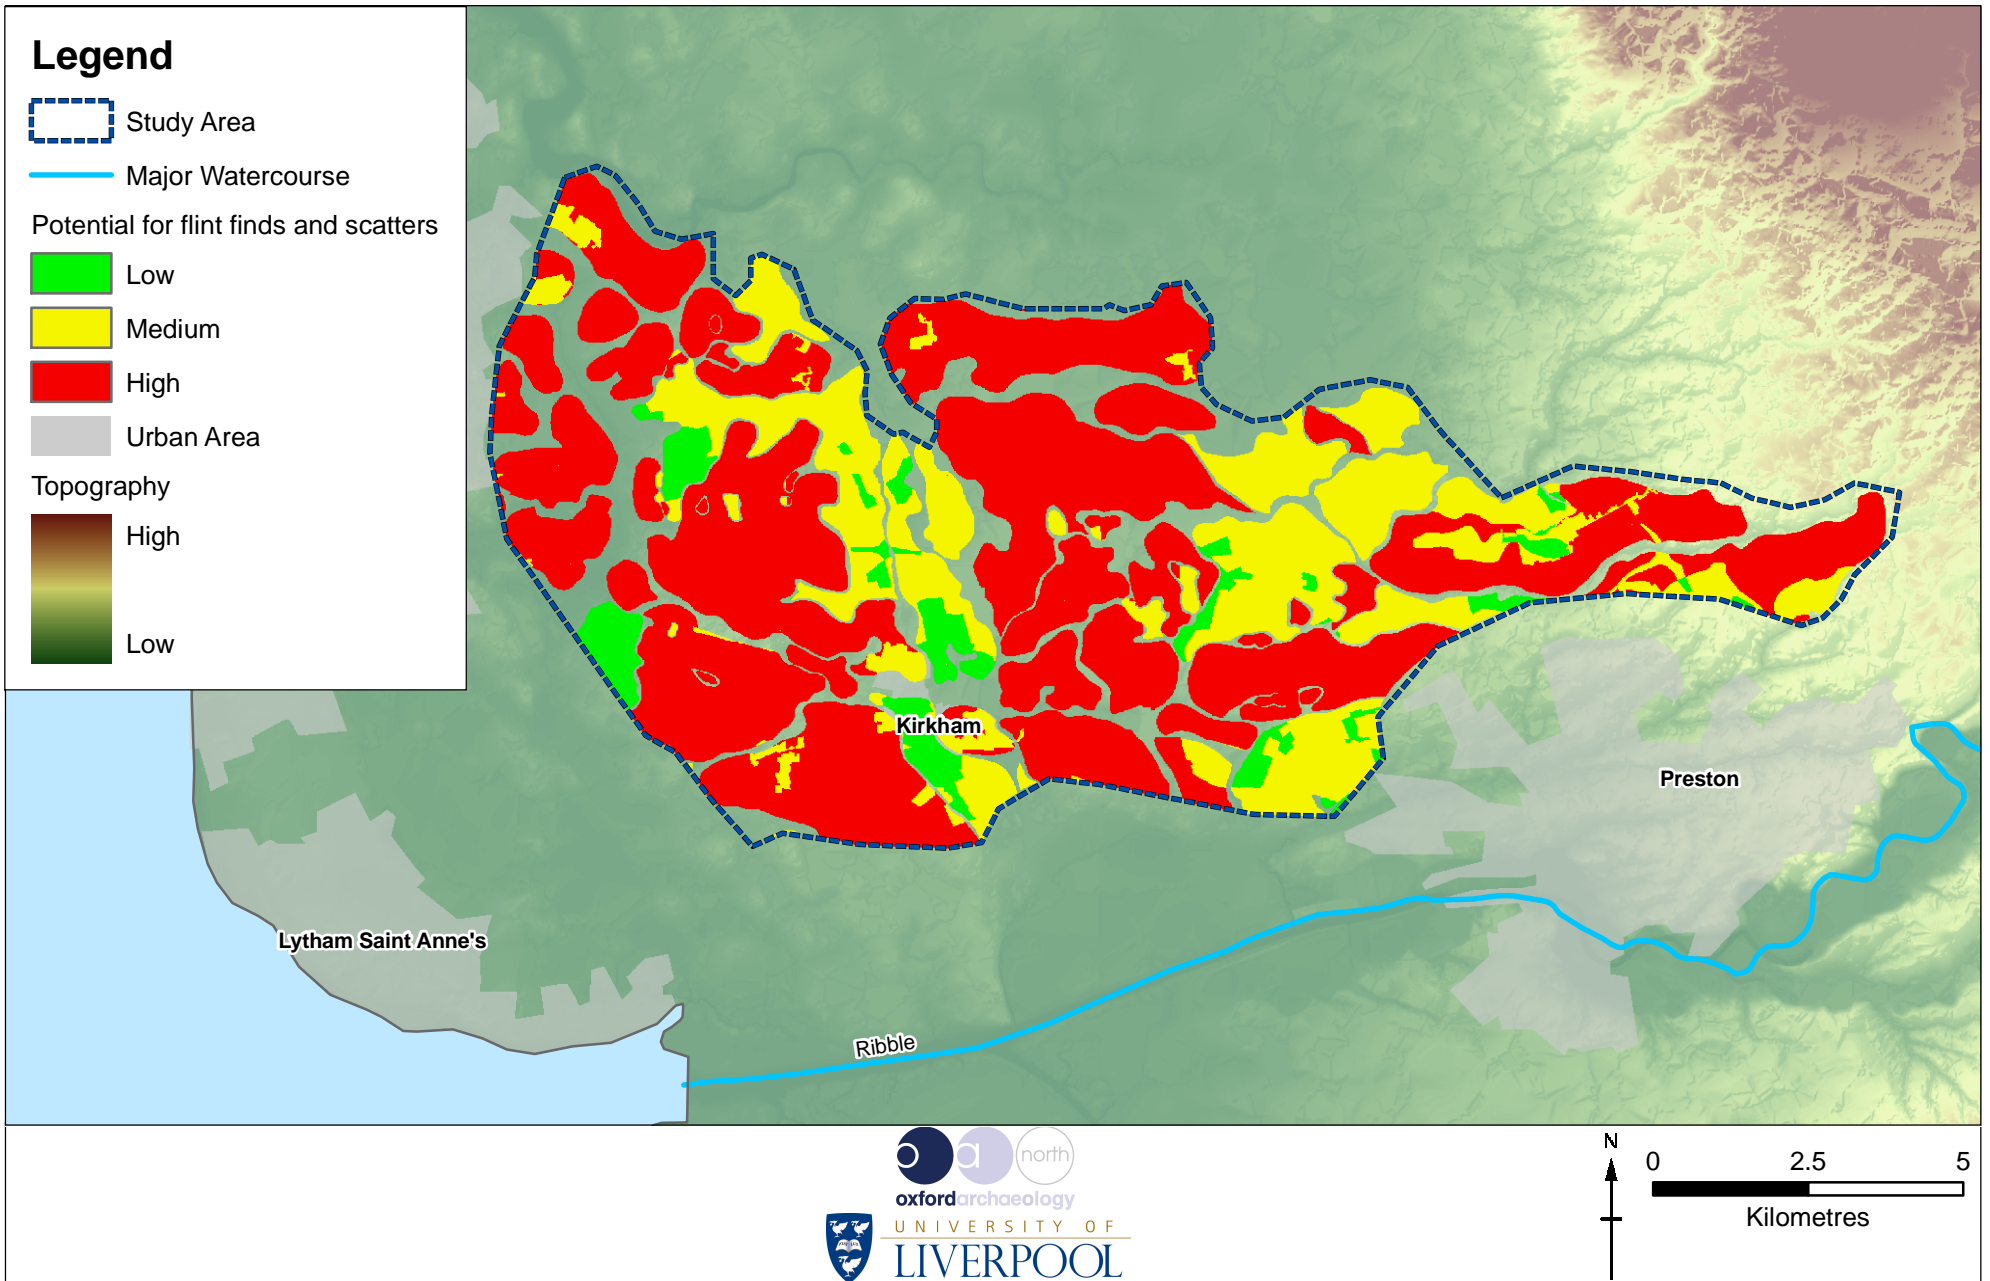 Legend
Study Area
Major Watercourse
Potential for flint finds and scatters
Low
Medium
High
Urban Area
Topography
High
Low
Kirkham
Preston
Lytham Saint Anne's
Ribble
oa north
oxfordarchaeology
UNIVERSITY OF
LIVERPOOL
N
0 2.5 5
Kilometres